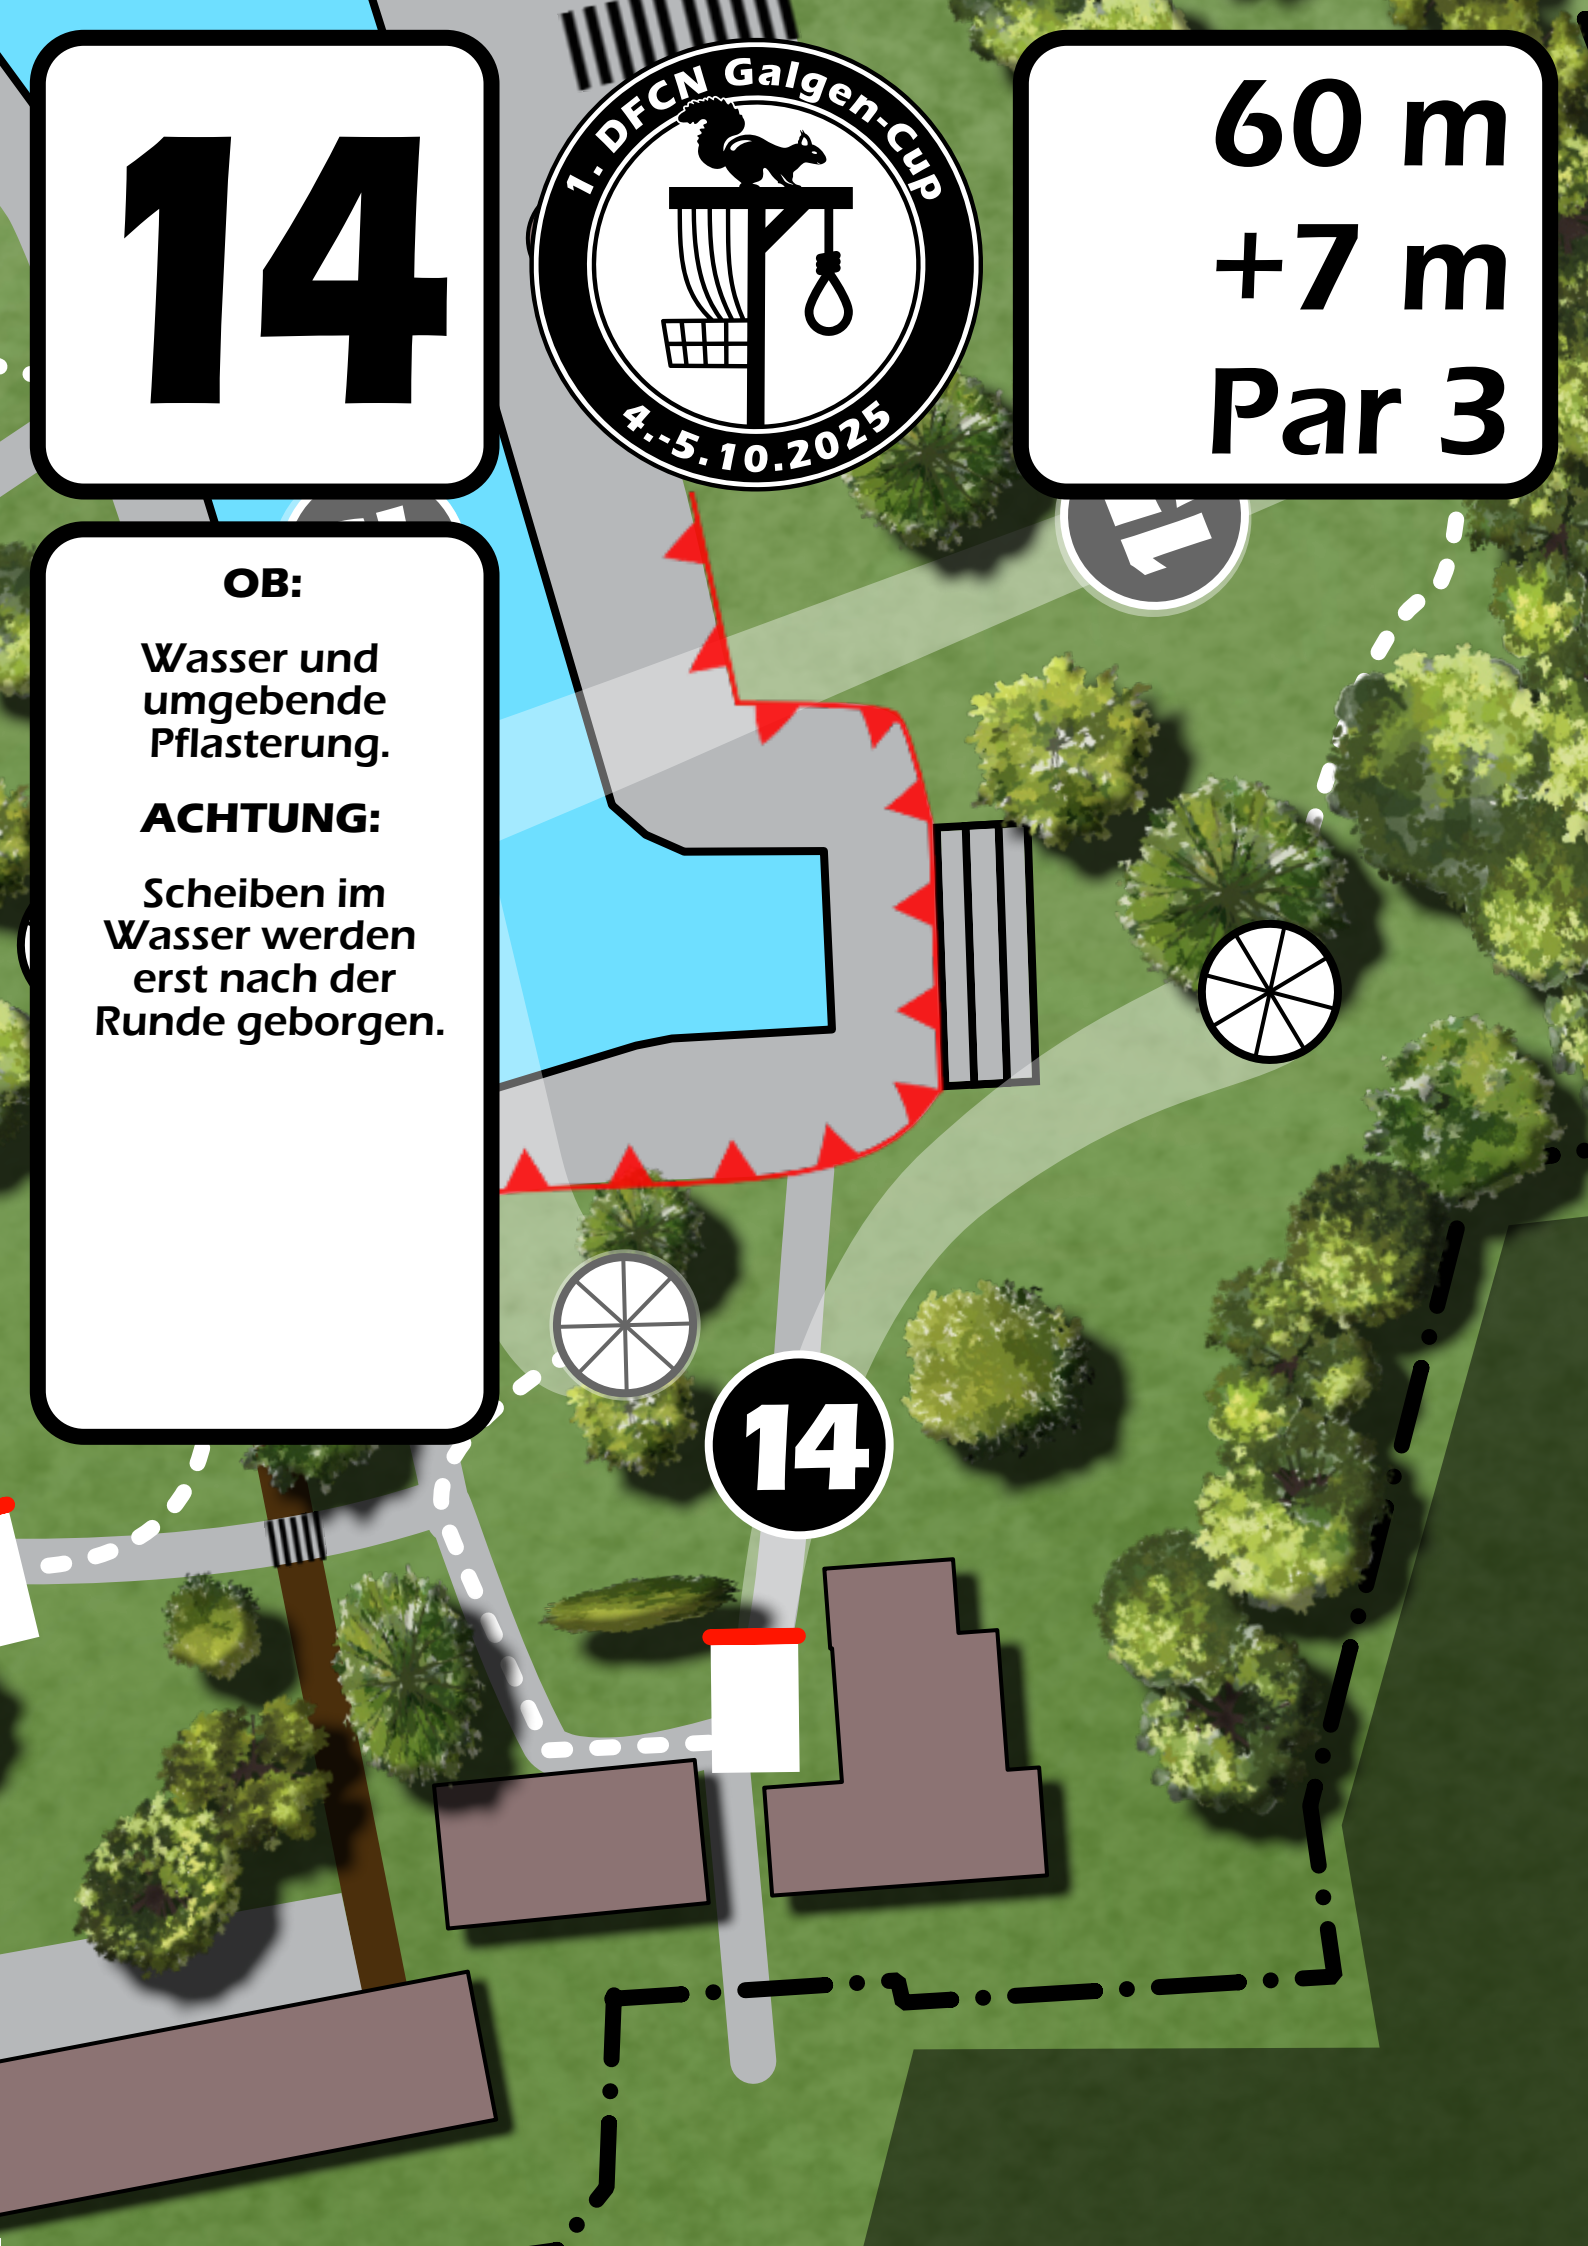 14
1. DFCN Galgen-Cup
4.-5.10.2025
60 m
+7 m
Par 3
OB:
Wasser und
umgebende
Pflasterung.
ACHTUNG:
Scheiben im
Wasser werden
erst nach der
Runde geborgen.
14